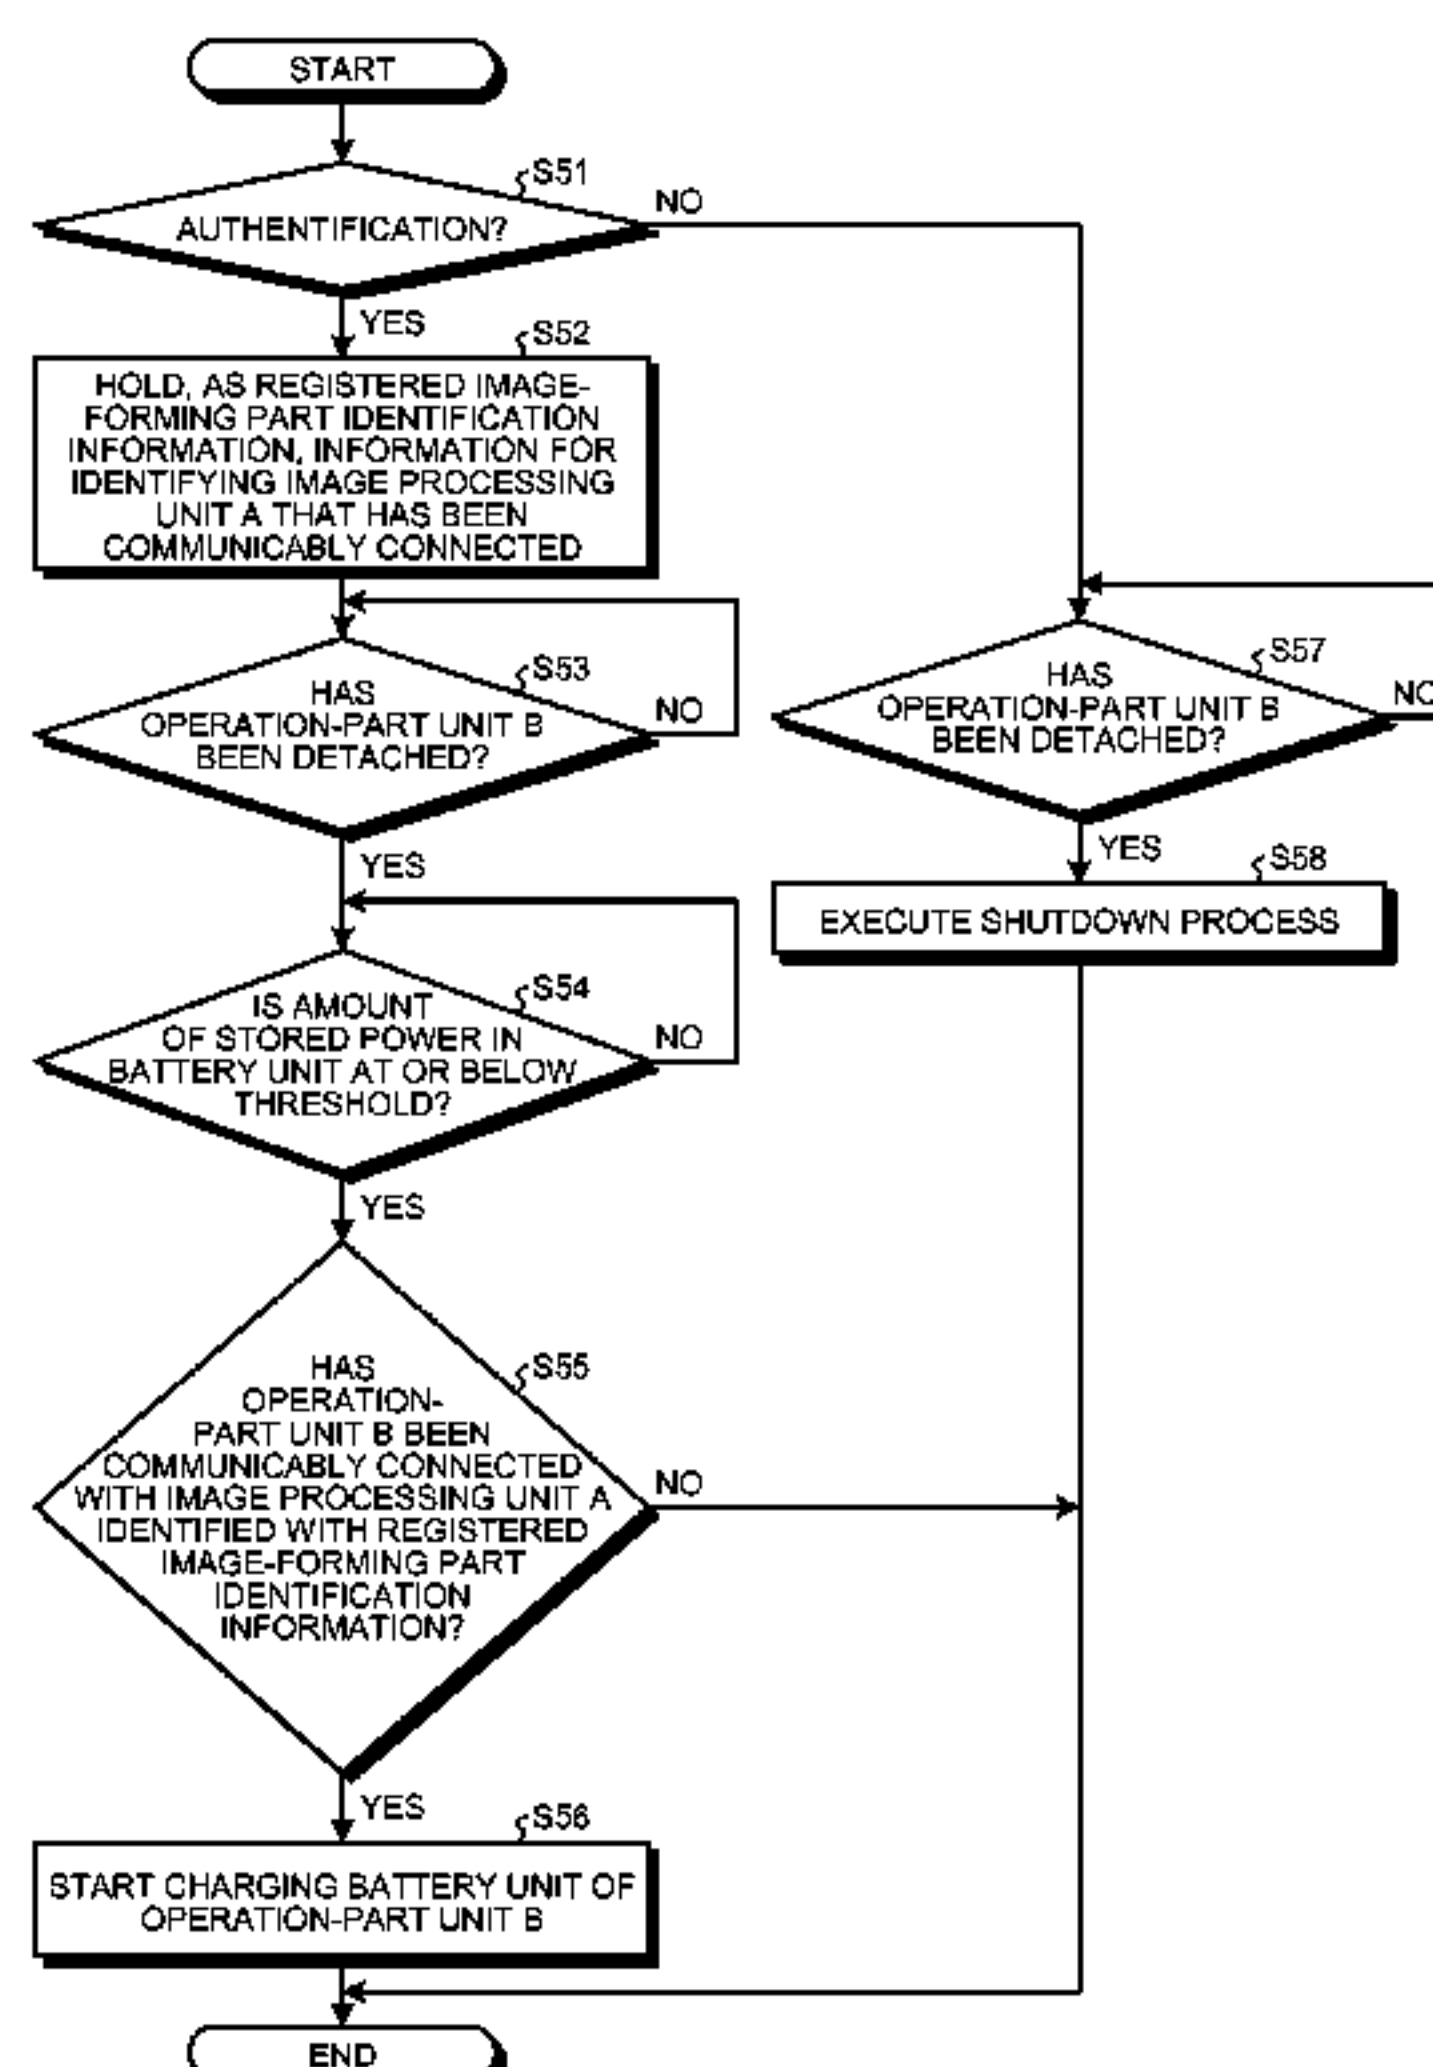 START
S51
AUTHENTIFICATION?
NO
YES
S52
HOLD, AS REGISTERED IMAGE-
FORMING PART IDENTIFICATION
INFORMATION, INFORMATION FOR
IDENTIFYING IMAGE PROCESSING
UNIT A THAT HAS BEEN
COMMUNICABLY CONNECTED
S53
HAS
OPERATION-PART UNIT B
BEEN DETACHED?
NO
YES
S54
IS AMOUNT
OF STORED POWER IN
BATTERY UNIT AT OR BELOW
THRESHOLD?
NO
YES
S55
HAS
OPERATION-
PART UNIT B BEEN
COMMUNICABLY CONNECTED
WITH IMAGE PROCESSING UNIT A
IDENTIFIED WITH REGISTERED
IMAGE-FORMING PART
IDENTIFICATION
INFORMATION?
NO
YES
S56
START CHARGING BATTERY UNIT OF
OPERATION-PART UNIT B
END
S57
HAS
OPERATION-PART UNIT B
BEEN DETACHED?
NO
YES
S58
EXECUTE SHUTDOWN PROCESS